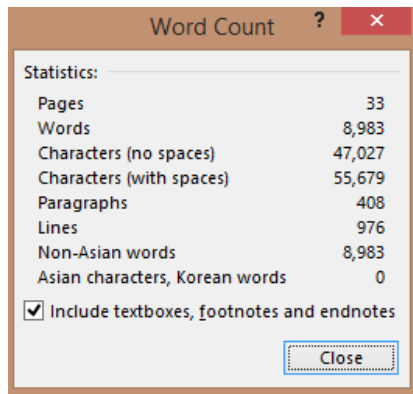 Word Count ? ×
Statistics:
Pages 33
Words 8,983
Characters (no spaces) 47,027
Characters (with spaces) 55,679
Paragraphs 408
Lines 976
Non-Asian words 8,983
Asian characters, Korean words 0
Include textboxes, footnotes and endnotes
Close